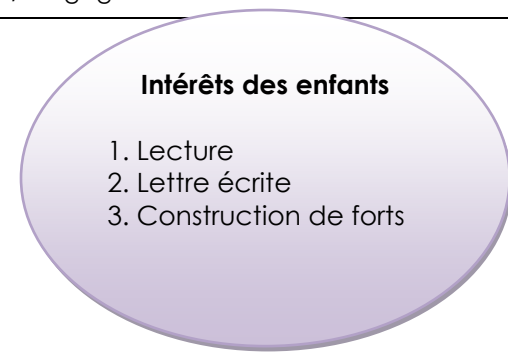 Intérêts des enfants
1. Lecture
2. Lettre écrite
3. Construction de forts